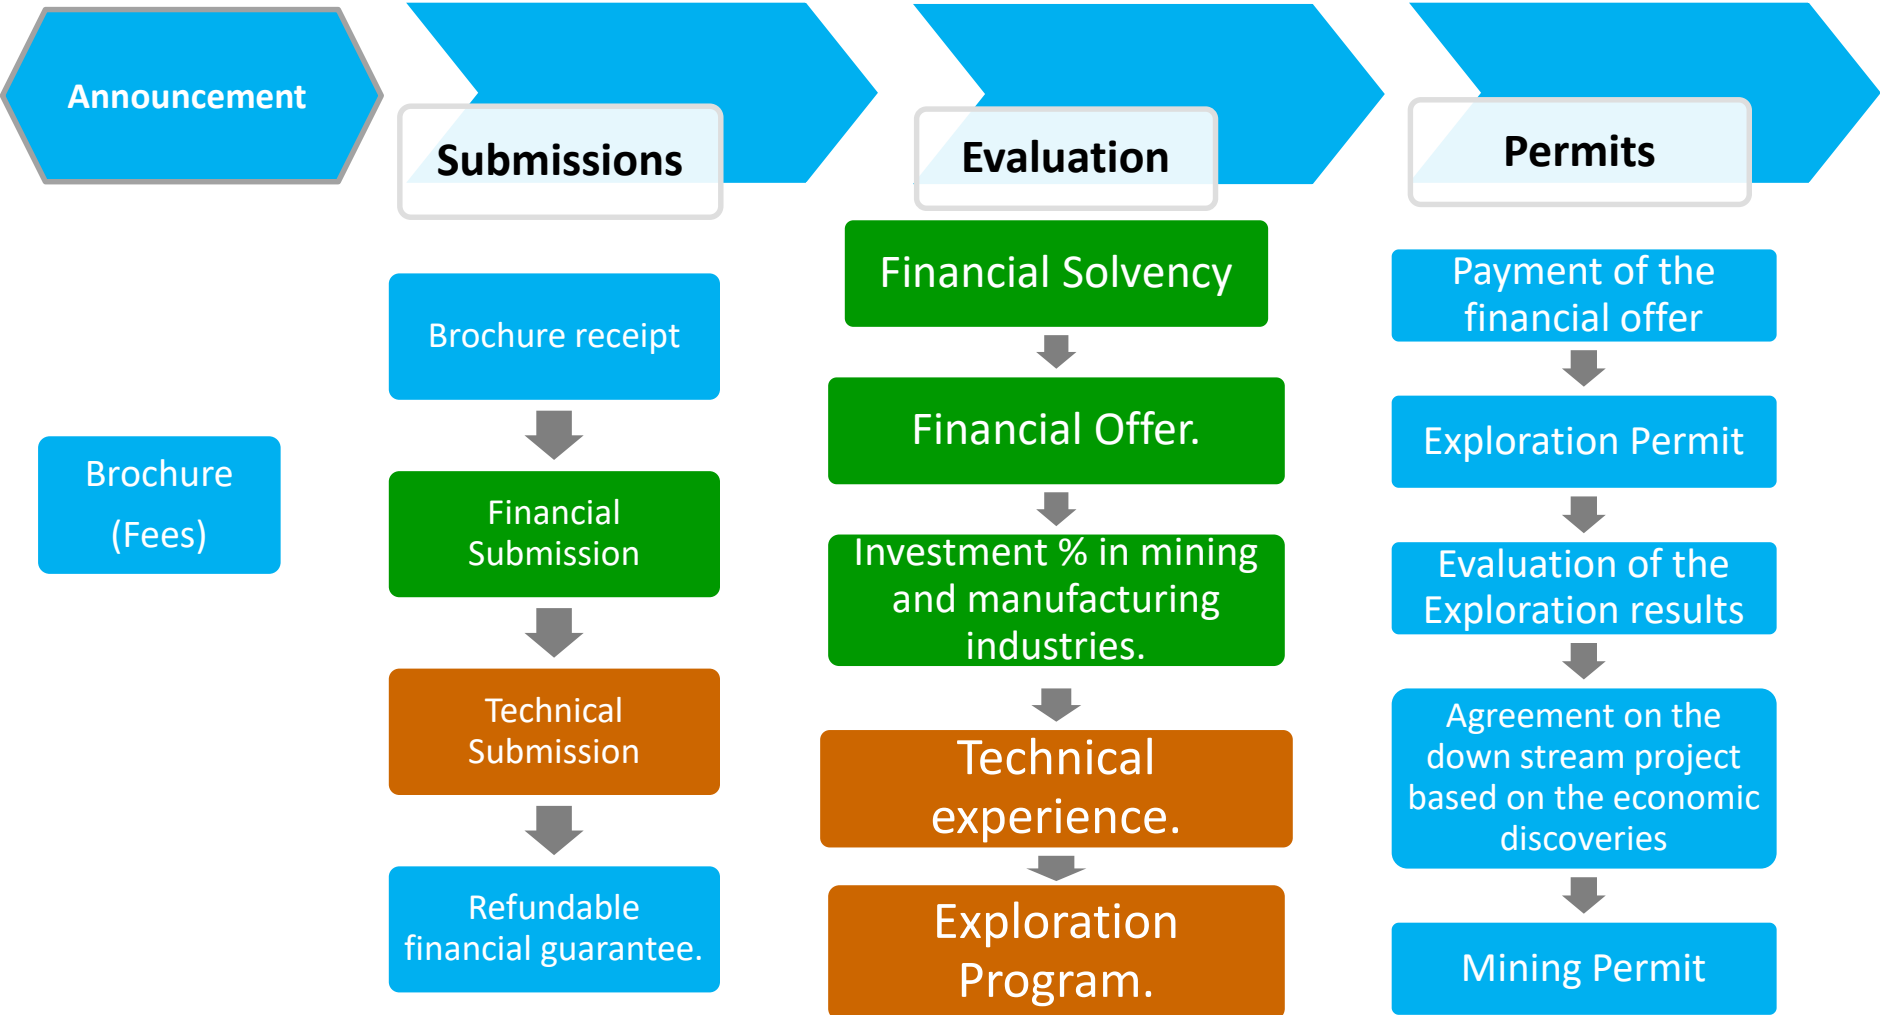 Announcement
Submissions
Evaluation
Permits
Brochure
(Fees)
Brochure receipt
Financial
Submission
Technical
Submission
Refundable
financial guarantee.
Financial Solvency
Financial Offer.
Investment % in mining
and manufacturing
industries.
Technical
experience.
Exploration
Program.
Payment of the
financial offer
Exploration Permit
Evaluation of the
Exploration results
Agreement on the
down stream project
based on the economic
discoveries
Mining Permit